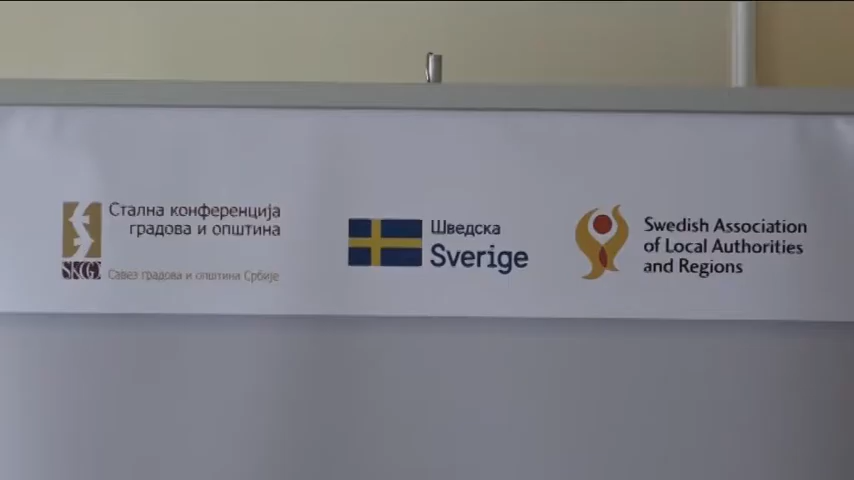 Стална конференција
градова и општина
SKGO
Савез градова и општина Србије
Шведска
Sverige
Swedish Association
of Local Authorities
and Regions